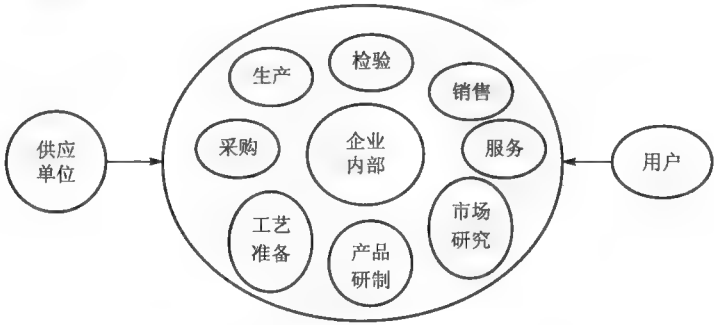 检验
生产
销售
供应
单位
采购
企业
内部
服务
用户
工艺
准备
市场
研究
产品
研制